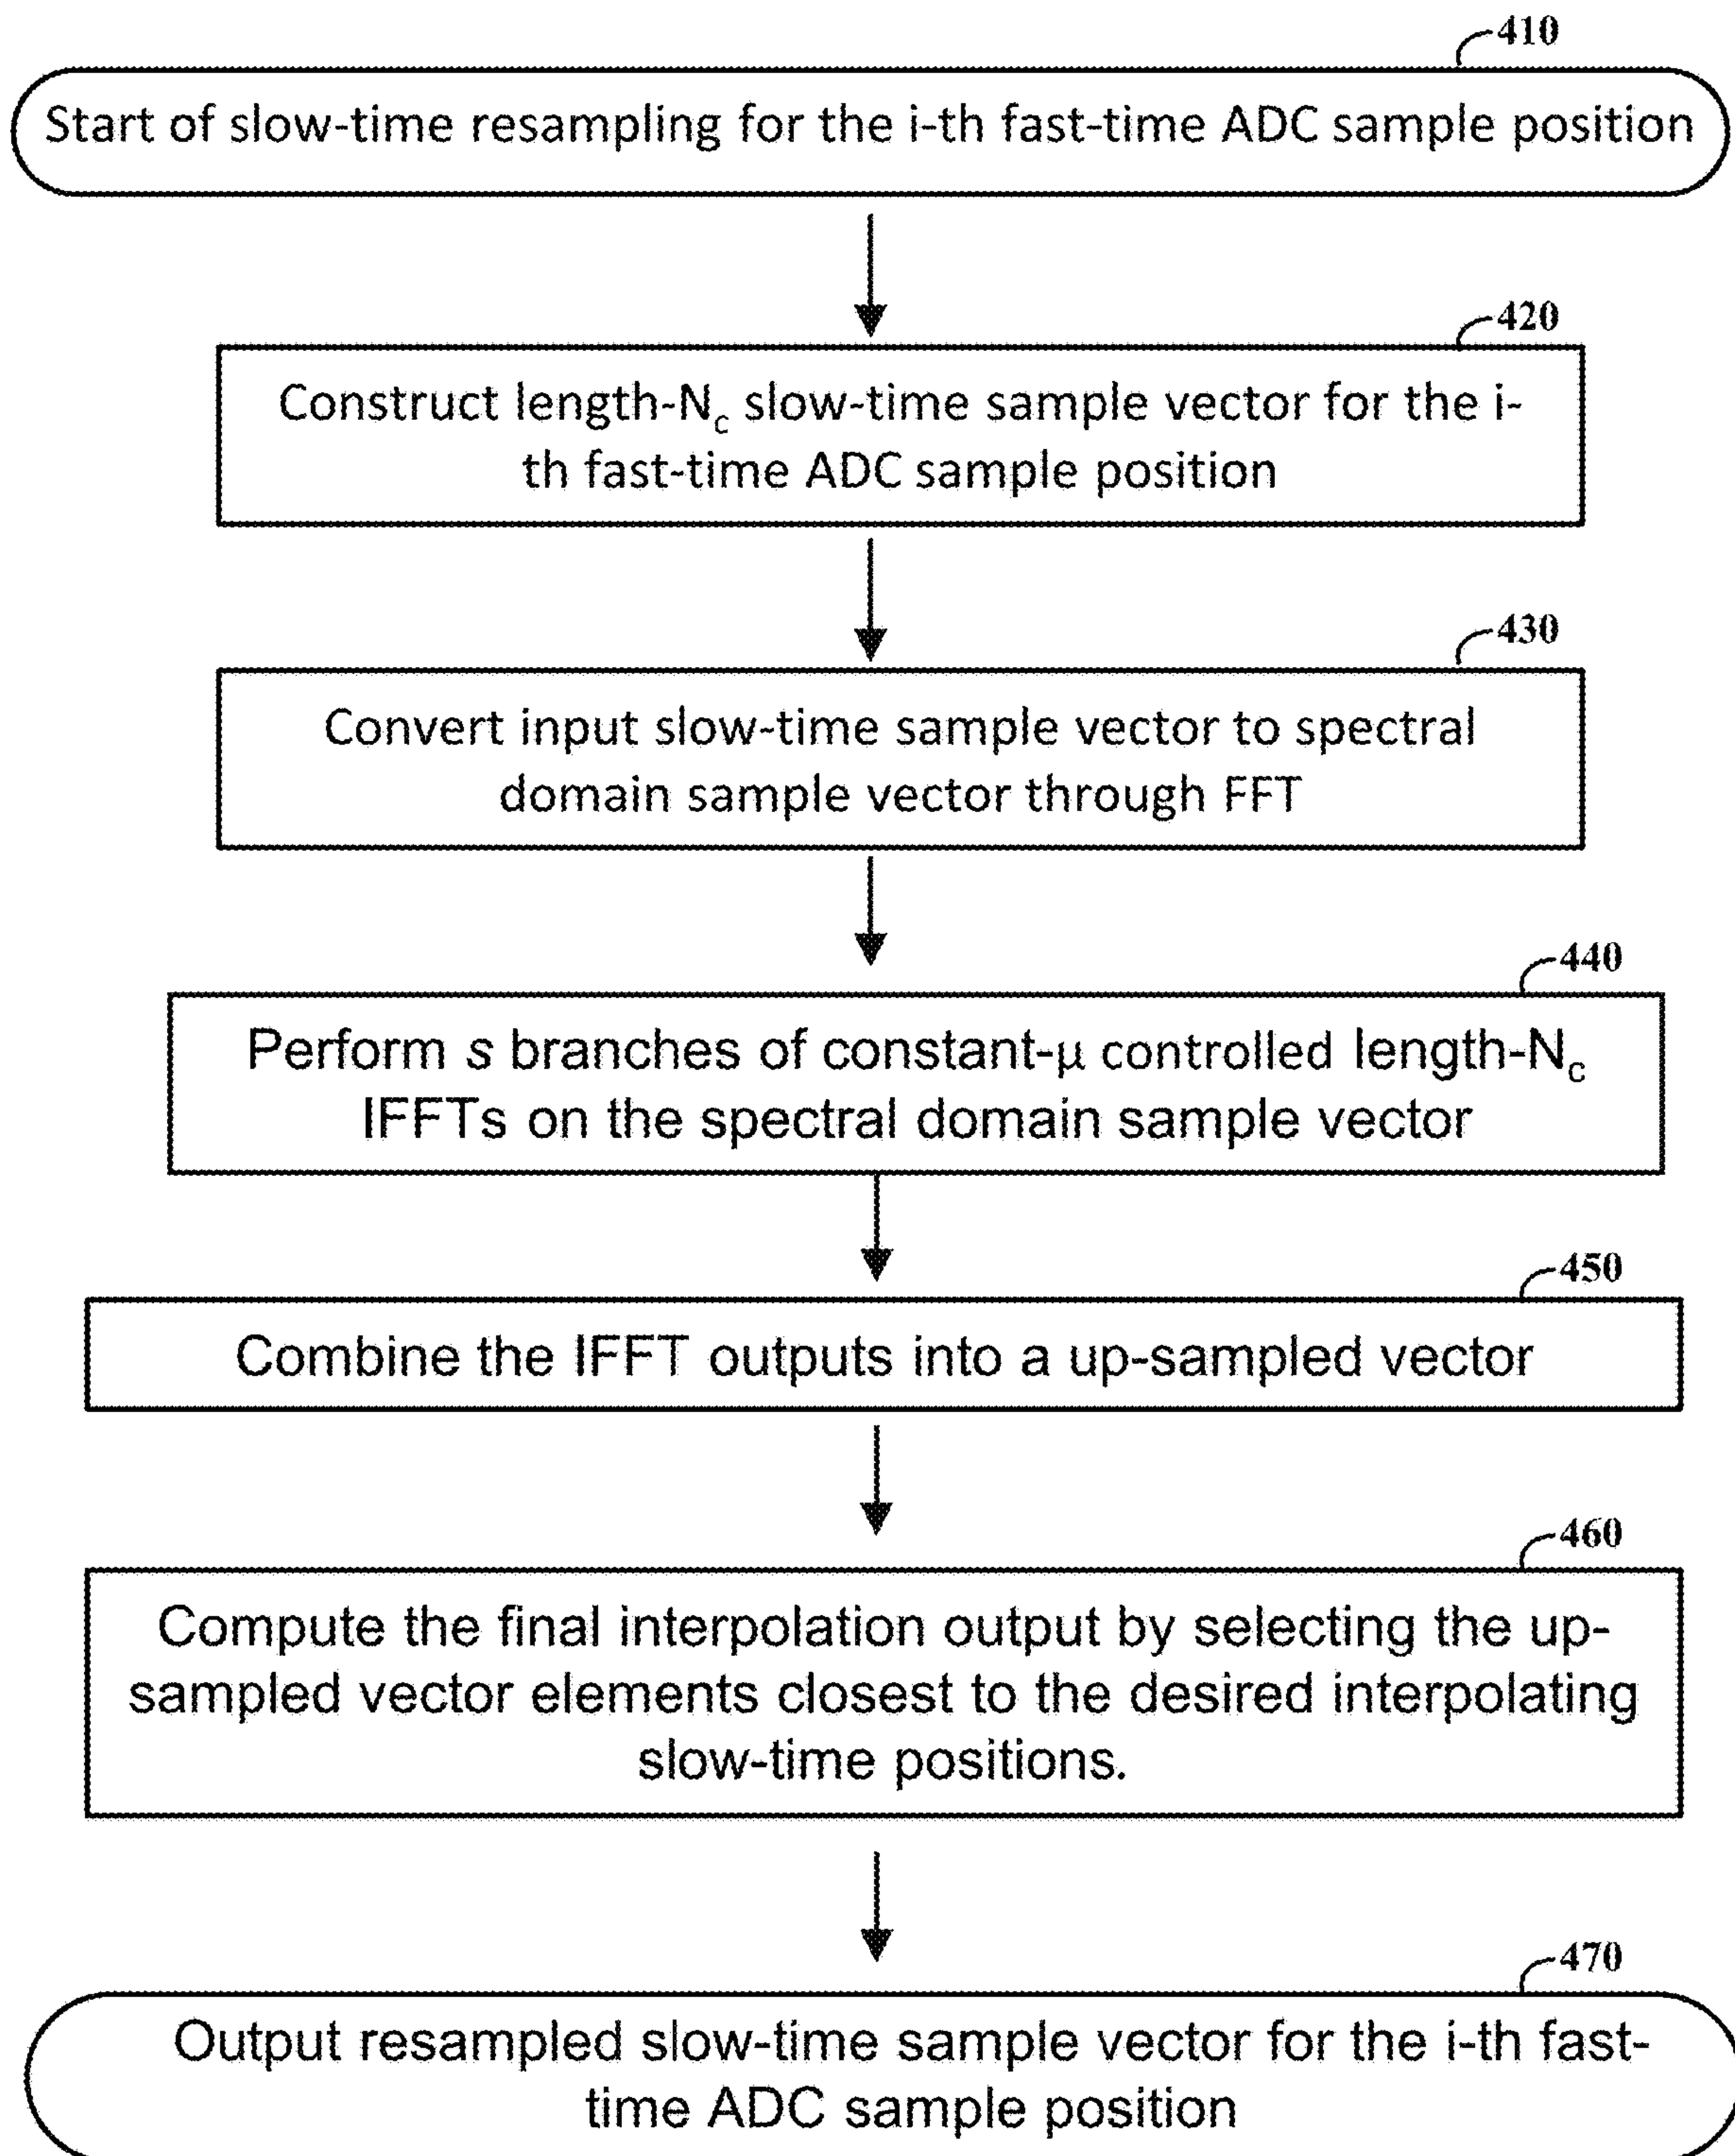 410
Start of slow-time resampling for the i-th fast-time ADC sample position
420
Construct length-Nc slow-time sample vector for the i-
th fast-time ADC sample position
430
Convert input slow-time sample vector to spectral
domain sample vector through FFT
440
Perform s branches of constant-μ controlled length-Nc
IFFTs on the spectral domain sample vector
450
Combine the IFFT outputs into a up-sampled vector
460
Compute the final interpolation output by selecting the up-
sampled vector elements closest to the desired interpolating
slow-time positions.
470
Output resampled slow-time sample vector for the i-th fast-
time ADC sample position